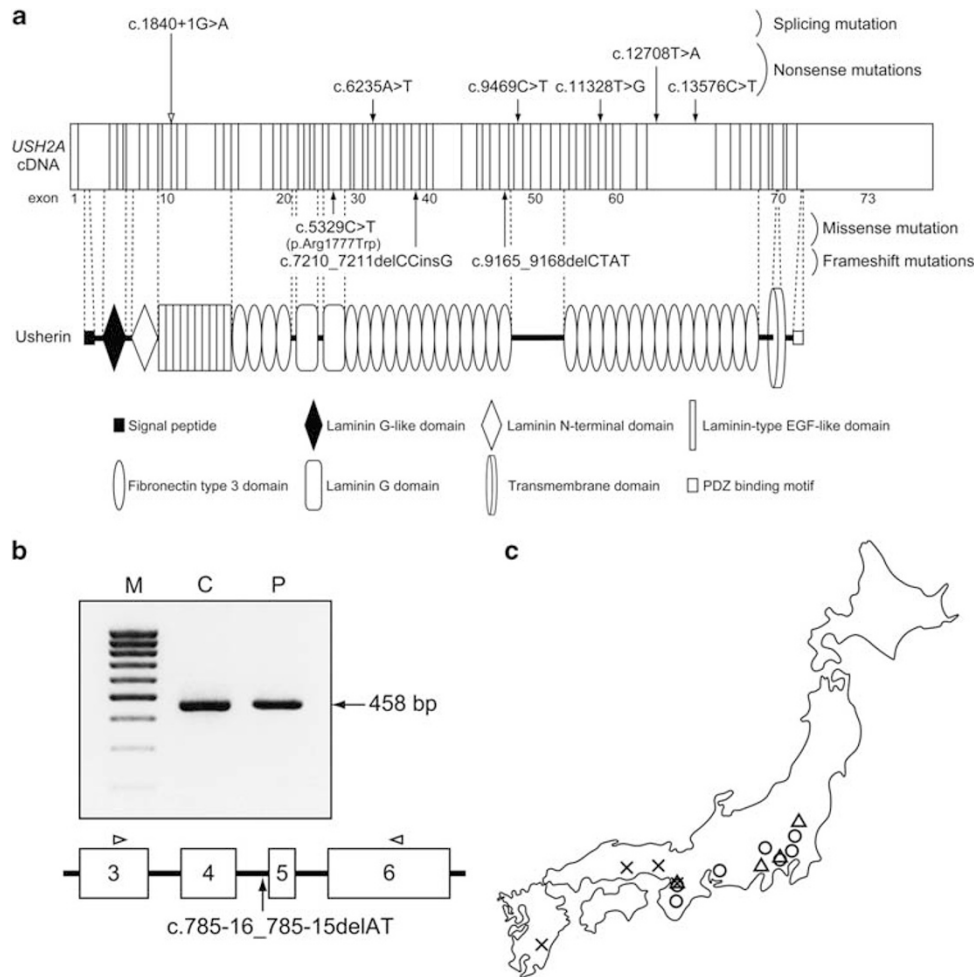 a
c.1840+1G>A
Splicing mutation
c.12708T>A
Nonsense mutations
c.6235A>T
c.9469C>T
c.11328T>G
c.13576C>T
USH2A
cDNA
exon
1
10
20
30
40
50
60
70
73
c.5329C>T
(p.Arg1777Trp)
Missense mutation
c.7210_7211delCCinsG
c.9165_9168delCTAT
Frameshift mutations
Usherin
Signal peptide
Laminin G-like domain
Laminin N-terminal domain
Laminin-type EGF-like domain
Fibronectin type 3 domain
Laminin G domain
Transmembrane domain
PDZ binding motif
b
M C P
458 bp
3 4 5 6
c.785-16_785-15delAT
c